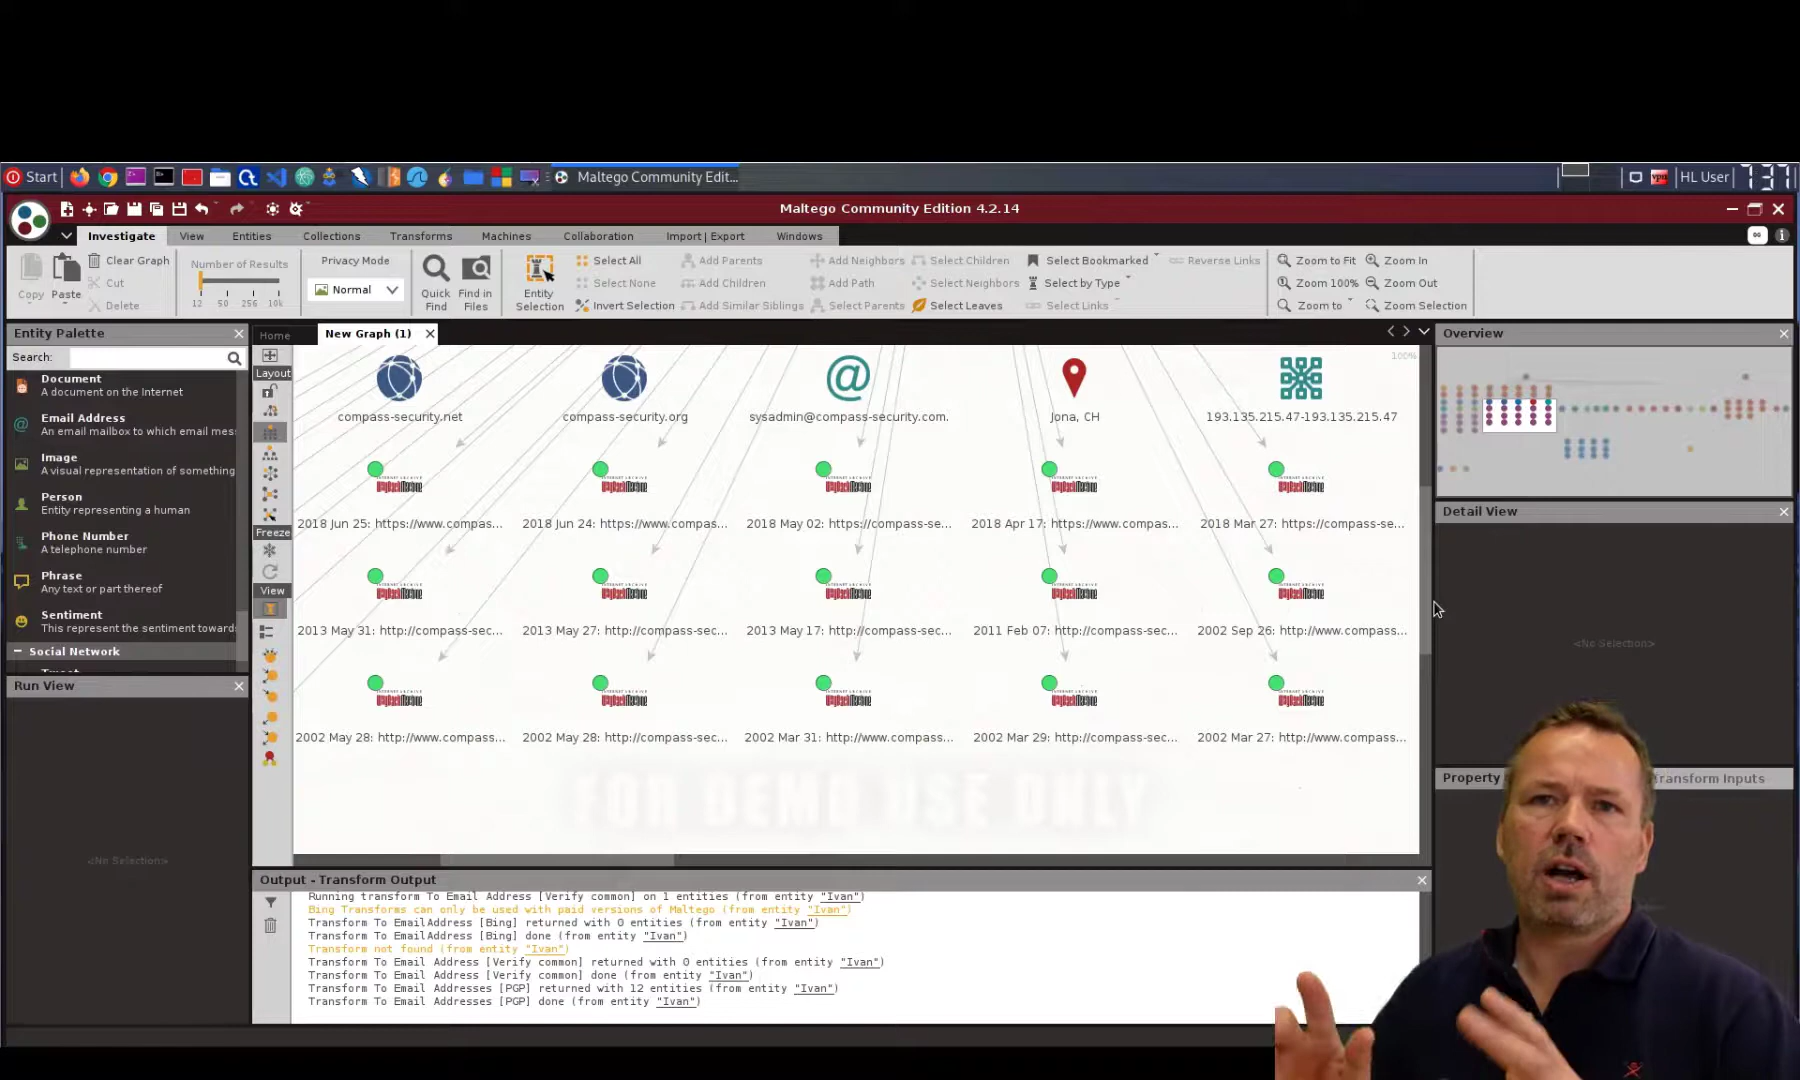 Start
Maltego Community Edit...
HL User
Maltego Community Edition 4.2.14
Investigate View Entities Collections Transforms Machines Collaboration Import | Export Windows
Copy
Paste
Clear Graph
Cut
Delete
Number of Results
12 50 256 10k
Privacy Mode
Normal
Quick Find
Find in Files
Entity Selection
Select All
Select None
Invert Selection
Add Parents
Add Children
Add Similar Siblings
Add Neighbors
Add Path
Select Parents
Select Children
Select Neighbors
Select Leaves
Select Bookmarked
Select by Type
Select Links
Reverse Links
Zoom to Fit
Zoom 100%
Zoom to
Zoom In
Zoom Out
Zoom Selection
Entity Palette
Search:
Document
A document on the Internet
Email Address
An email mailbox to which email mes
Image
A visual representation of something
Person
Entity representing a human
Phone Number
A telephone number
Phrase
Any text or part thereof
Sentiment
This represent the sentiment toward
Social Network
Run View
<No Selection>
Home
New Graph (1)
Layout
Freeze
View
100%
compass-security.net
compass-security.org
sysadmin@compass-security.com.
Jona, CH
193.135.215.47-193.135.215.47
2018 Jun 25: https://www.compas...
2018 Jun 24: https://www.compas...
2018 May 02: https://compass-se...
2018 Apr 17: https://www.compas...
2018 Mar 27: https://compass-se...
2013 May 31: http://compass-sec...
2013 May 27: http://compass-sec...
2013 May 17: http://compass-sec...
2011 Feb 07: http://compass-sec...
2002 Sep 26: http://www.compass...
2002 May 28: http://www.compass...
2002 May 28: http://compass-sec...
2002 Mar 31: http://www.compass...
2002 Mar 29: http://compass-sec...
2002 Mar 27: http://www.compass...
FOR DEMO USE ONLY
Overview
Detail View
<No Selection>
Property
Transform Inputs
Output - Transform Output
Running transform To Email Address [Verify common] on 1 entities (from entity "Ivan")
Bing Transforms can only be used with paid versions of Maltego (from entity "Ivan")
Transform To EmailAddress [Bing] returned with 0 entities (from entity "Ivan")
Transform To EmailAddress [Bing] done (from entity "Ivan")
Transform not found (from entity "Ivan")
Transform To Email Address [Verify common] returned with 0 entities (from entity "Ivan")
Transform To Email Address [Verify common] done (from entity "Ivan")
Transform To Email Addresses [PGP] returned with 12 entities (from entity "Ivan")
Transform To Email Addresses [PGP] done (from entity "Ivan")